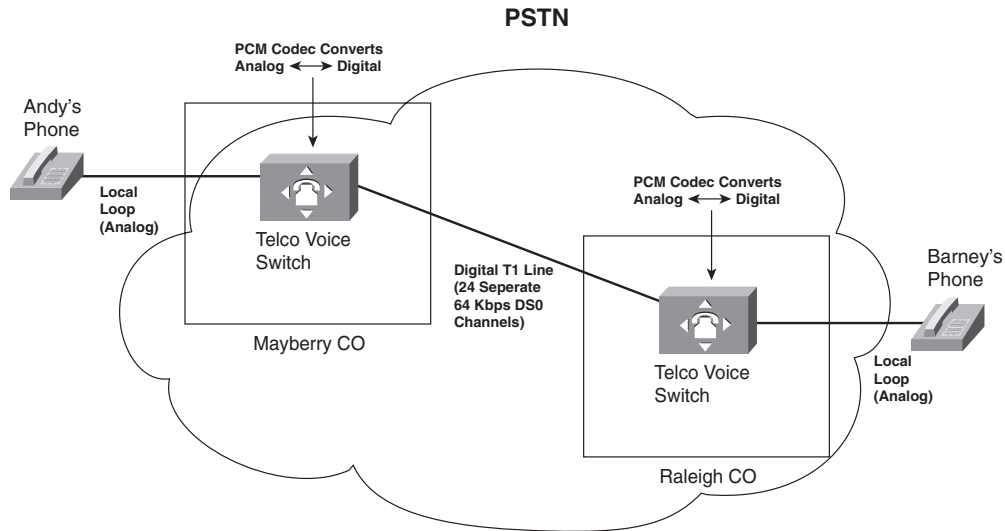 PSTN
PCM Codec Converts
Analog Digital
Andy's
Phone
Local
Loop
(Analog)
Telco Voice
Switch
Mayberry CO
Digital T1 Line
(24 Seperate
64 Kbps DS0
Channels)
PCM Codec Converts
Analog Digital
Telco Voice
Switch
Raleigh CO
Barney's
Phone
Local
Loop
(Analog)